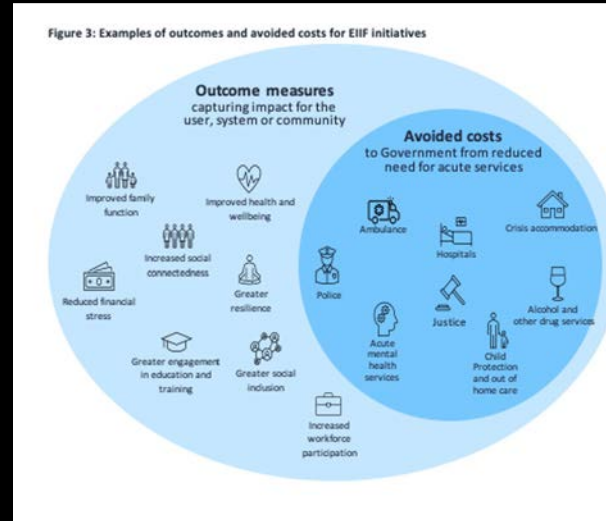 Figure 3: Examples of outcomes and avoided costs for EIIF initiatives
Outcome measures
capturing impact for the
user, system or community
Improved family
function
Improved health and
wellbeing
Increased social
connectedness
Reduced financial
stress
Greater
resilience
Greater engagement
in education and
training
Greater social
inclusion
Increased
workforce
participation
Avoided costs
to Government from reduced
need for acute services
Ambulance
Hospitals
Crisis accommodation
Police
Justice
Alcohol and
other drug services
Acute
mental
health
services
Child
Protection
and out of
home care